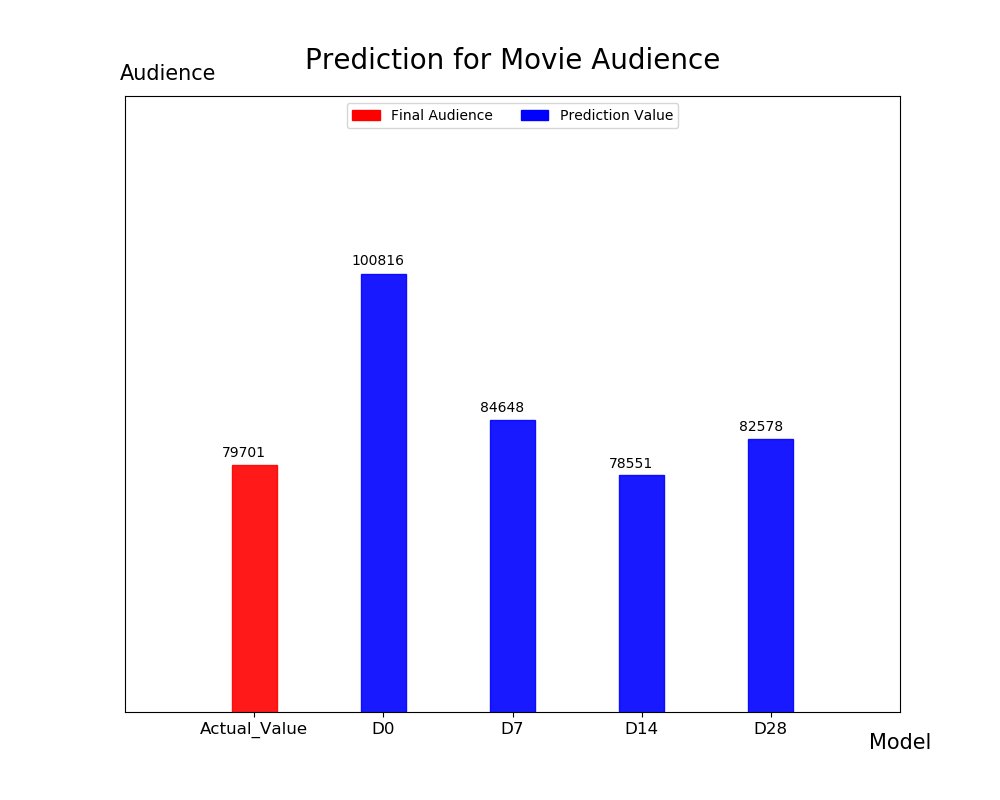 Prediction for Movie Audience
Audience
Final Audience
Prediction Value
100816
84648
82578
79701
78551
Actual_Value
D0
D7
D14
D28
Model